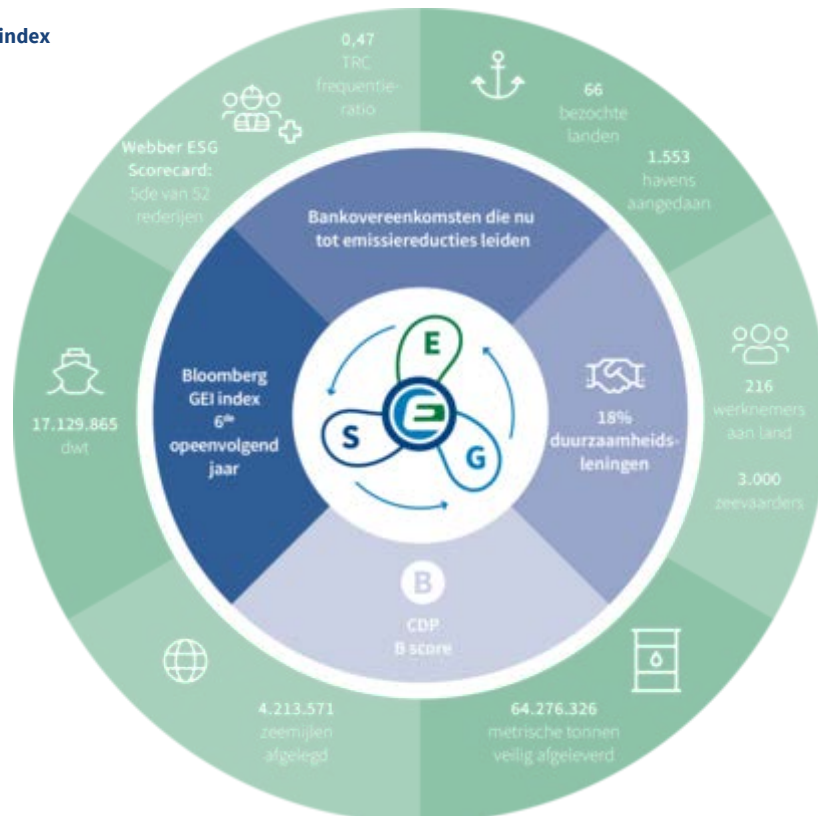 index
0,47
TRC
frequentie-
ratio
66
bezochte
landen
1.553
havens
aangedaan
Webber ESG
Scorecard:
5de van 52
rederijen
Bankovereenkomsten die nu
tot emissiereducties leiden
E
S
G
Bloomberg
GEI index
6de
opeenvolgend
jaar
18%
duurzaamheids-
leningen
17.129.865
dwt
216
werknemers
aan land
3.000
zeevaarders
B
CDP
B score
4.213.571
zeemijlen
afgelegd
64.276.326
metrische tonnen
veilig afgeleverd